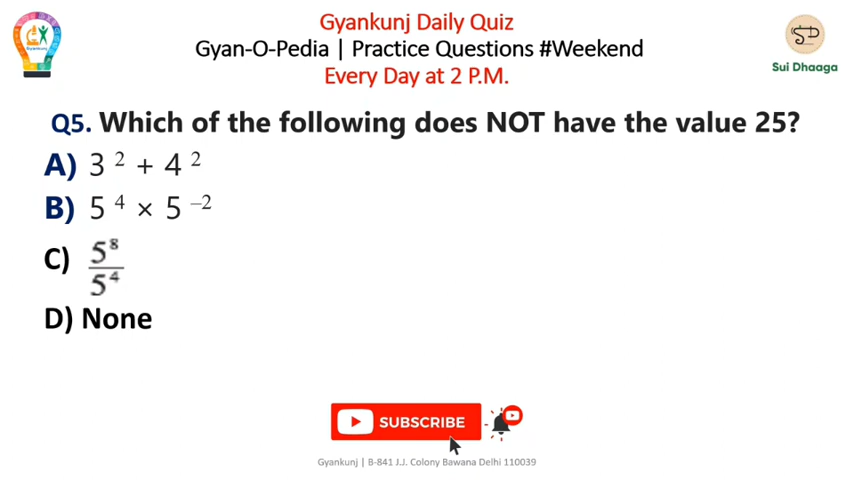 Gyankunj Daily Quiz
Gyan-O-Pedia | Practice Questions #Weekend
Every Day at 2 P.M.
Gyankunj
SD
Sui Dhaaga
Q5. Which of the following does NOT have the value 25?
A) 3 ² + 4 ²
B) 5 ⁴ × 5 ⁻²
C) 5⁸
5⁴
D) None
SUBSCRIBE
Gyankunj | B-841 J.J. Colony Bawana Delhi 110039